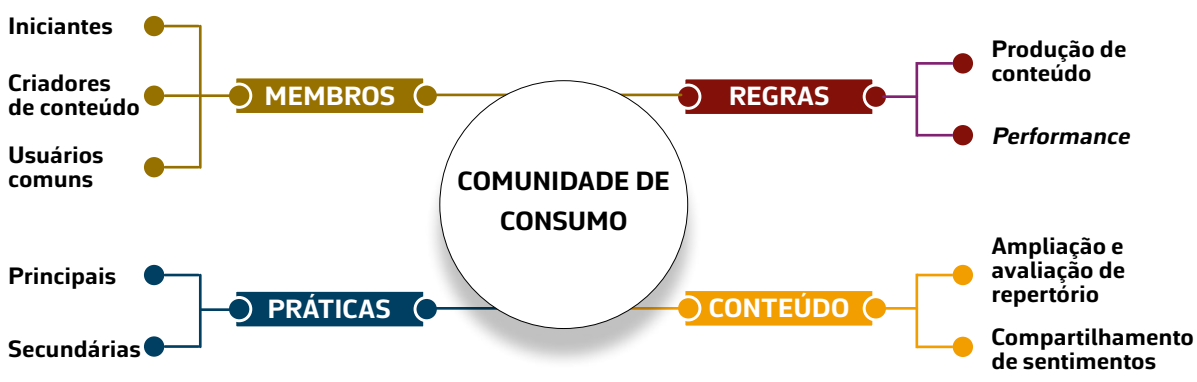 Iniciantes
Criadores
de conteúdo
Usuários
comuns
MEMBROS
REGRAS
Produção de
conteúdo
Performance
COMUNIDADE DE
CONSUMO
Principais
Secundárias
PRÁTICAS
CONTEÚDO
Ampliação e
avaliação de
repertório
Compartilhamento
de sentimentos